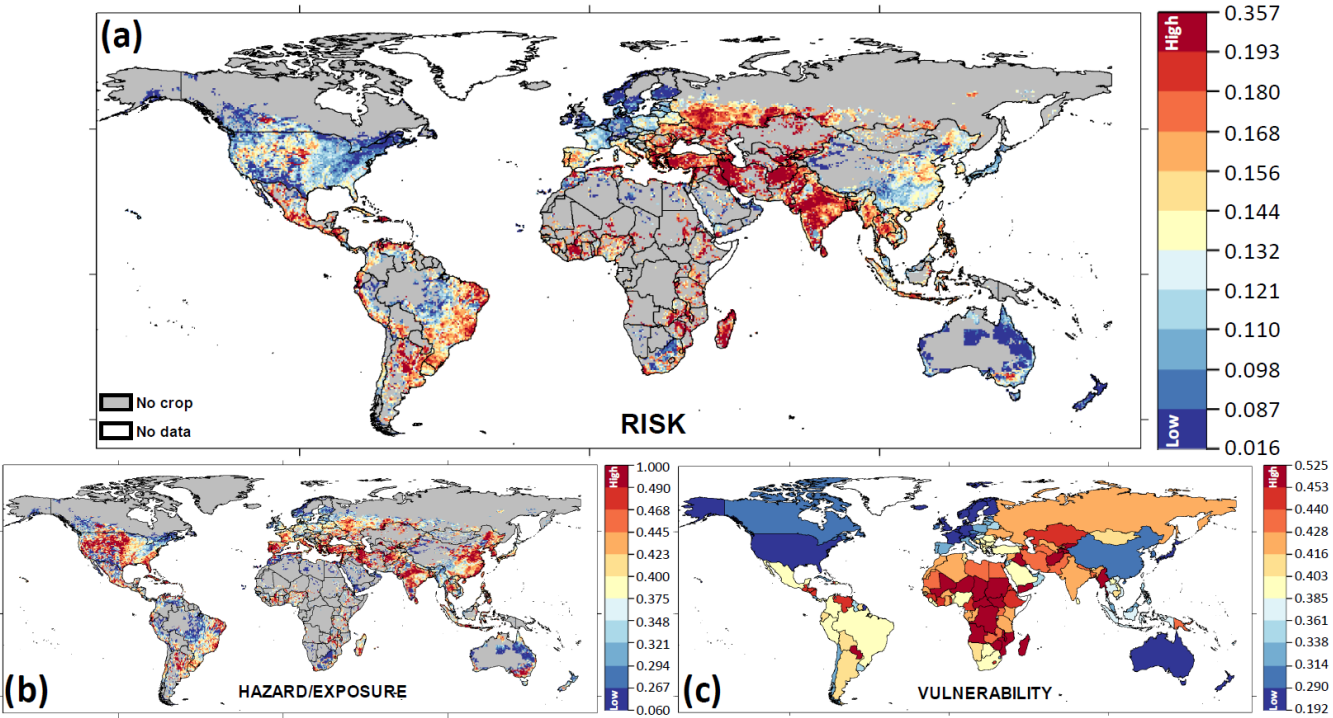 (a)
High
0.357
0.193
0.180
0.168
0.156
0.144
0.132
0.121
0.110
0.098
0.087
0.016
Low
No crop
No data
RISK
(b)
HAZARD/EXPOSURE
High
1.000
0.490
0.468
0.445
0.423
0.400
0.375
0.348
0.321
0.294
0.267
0.060
Low
(c)
VULNERABILITY -
High
0.525
0.453
0.440
0.428
0.416
0.403
0.385
0.361
0.338
0.314
0.290
0.192
Low